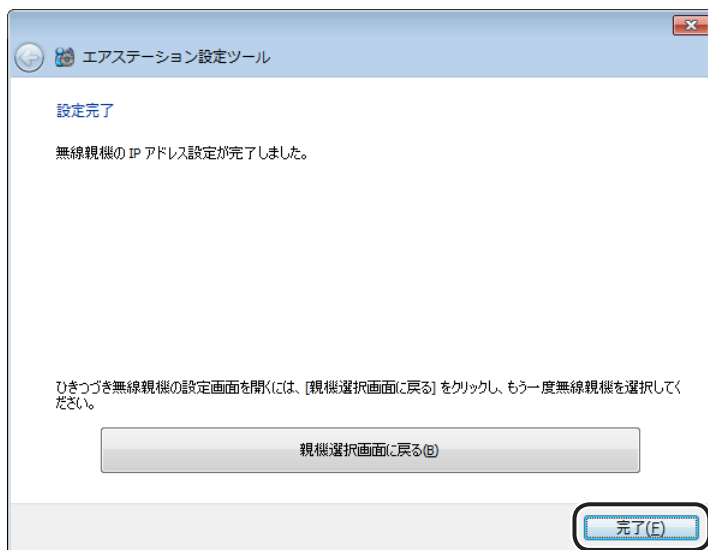 エアステーション設定ツール
設定完了
無線親機の IP アドレス設定が完了しました。
ひきつづき無線親機の設定画面を開くには、[親機選択画面に戻る] をクリックし、もう一度無線親機を選択してく
ださい。
親機選択画面に戻る(B)
完了(F)